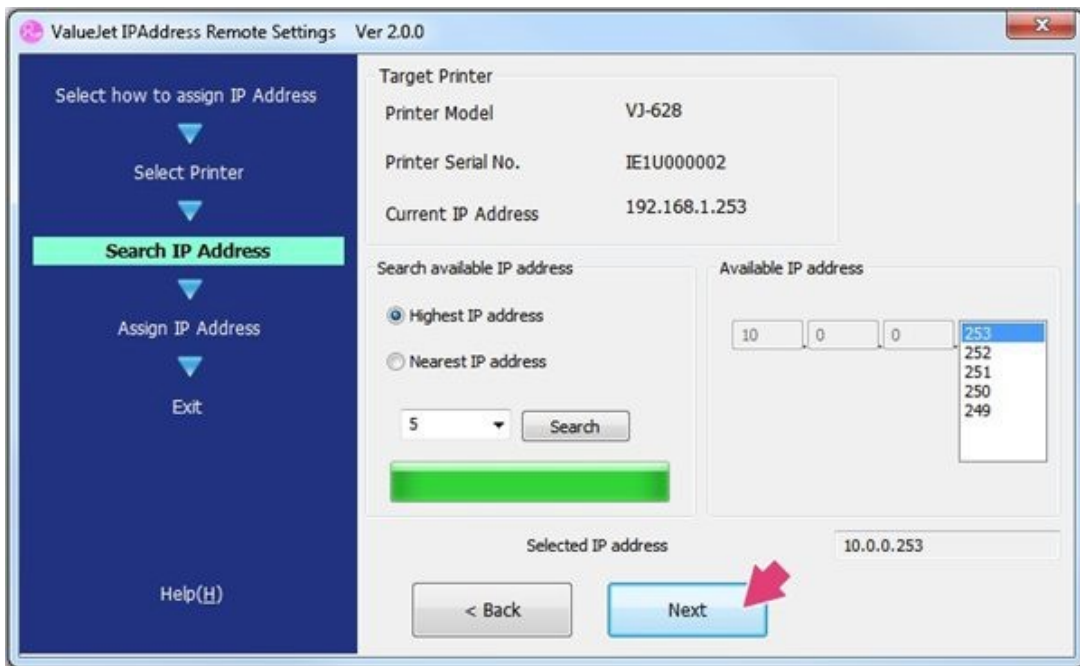 ValueJet IPAddress Remote Settings Ver 2.0.0
Select how to assign IP Address
Select Printer
Search IP Address
Assign IP Address
Exit
Help(H)
Target Printer
Printer Model VJ-628
Printer Serial No. IE1U000002
Current IP Address 192.168.1.253
Search available IP address
Highest IP address
Nearest IP address
5 Search
Available IP address
10 . 0 . 0 . 253
252
251
250
249
Selected IP address 10.0.0.253
< Back Next